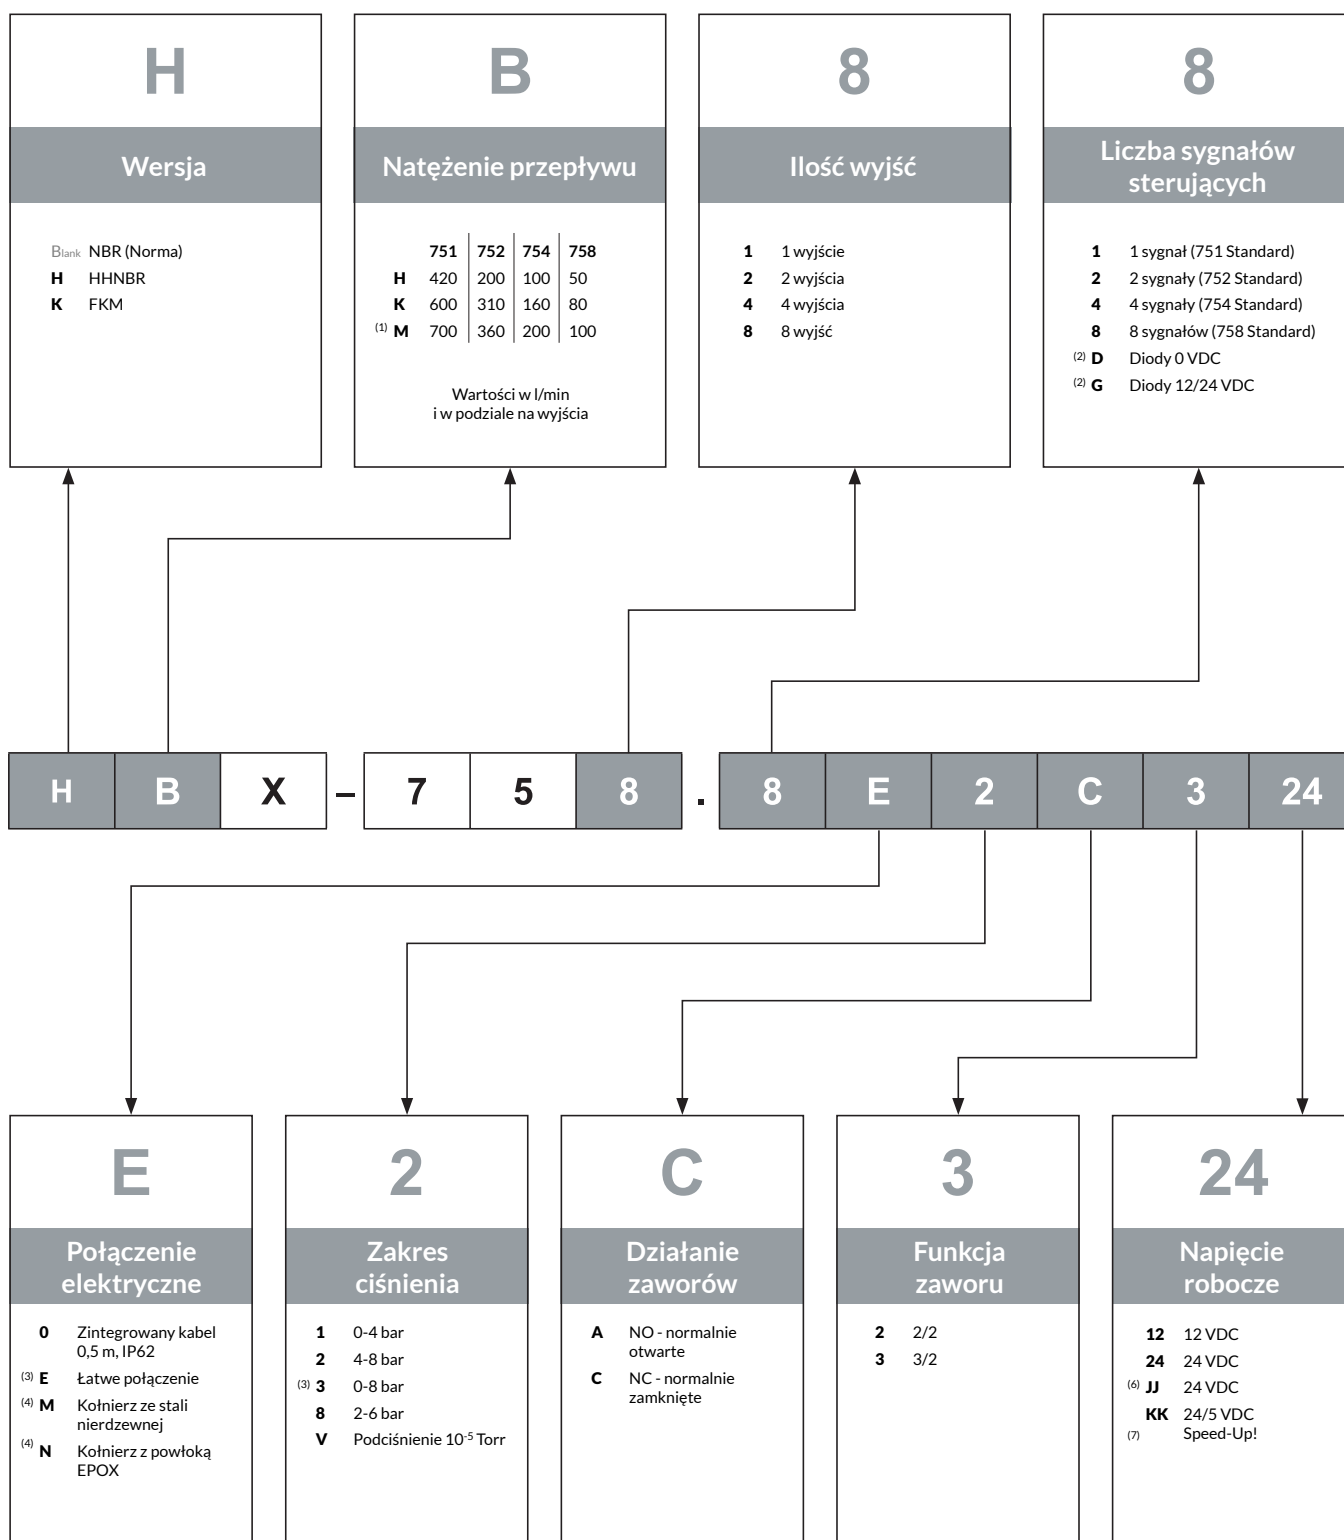 H
Wersja
Blank NBR (Norma)
H HHNBR
K FKM
B
Natężenie przepływu
751 752 754 758
H 420 200 100 50
K 600 310 160 80
(1) M 700 360 200 100
Wartości w l/min
i w podziale na wyjścia
8
Ilość wyjść
1 1 wyjście
2 2 wyjścia
4 4 wyjścia
8 8 wyjść
8
Liczba sygnałów
sterujących
1 1 sygnał (751 Standard)
2 2 sygnały (752 Standard)
4 4 sygnały (754 Standard)
8 8 sygnałów (758 Standard)
(2) D Diody 0 VDC
(2) G Diody 12/24 VDC
H B X – 7 5 8 . 8 E 2 C 3 24
E
Połączenie
elektryczne
0 Zintegrowany kabel
0,5 m, IP62
(3) E Łatwe połączenie
(4) M Kołnierz ze stali
nierdzewnej
(4) N Kołnierz z powłoką
EPOX
2
Zakres
ciśnienia
1 0-4 bar
2 4-8 bar
(3) 3 0-8 bar
8 2-6 bar
V Podciśnienie 10⁻⁵ Torr
C
Działanie
zaworów
A NO - normalnie
otwarte
C NC - normalnie
zamknięte
3
Funkcja
zaworu
2 2/2
3 3/2
24
Napięcie
robocze
12 12 VDC
24 24 VDC
(6) JJ 24 VDC
KK 24/5 VDC
(7) Speed-Up!